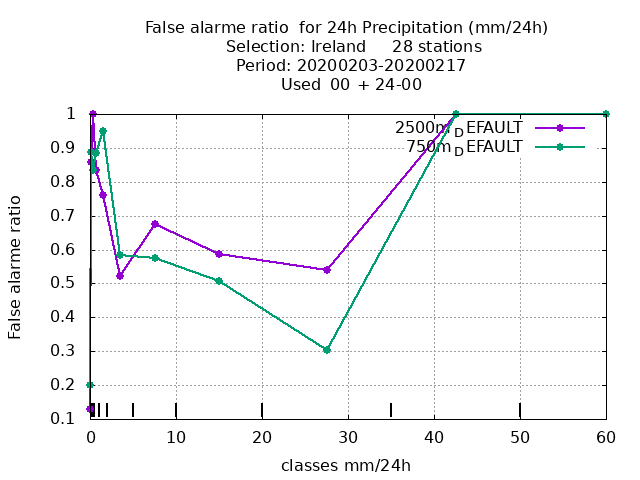 False alarme ratio  for 24h Precipitation (mm/24h)
Selection: Ireland     28 stations
Period: 20200203-20200217
Used  00 + 24-00
1
0.9
0.8
0.7
0.6
0.5
0.4
0.3
0.2
0.1
False alarme ratio
2500m_DEFAULT
750m_DEFAULT
0 10 20 30 40 50 60
classes mm/24h